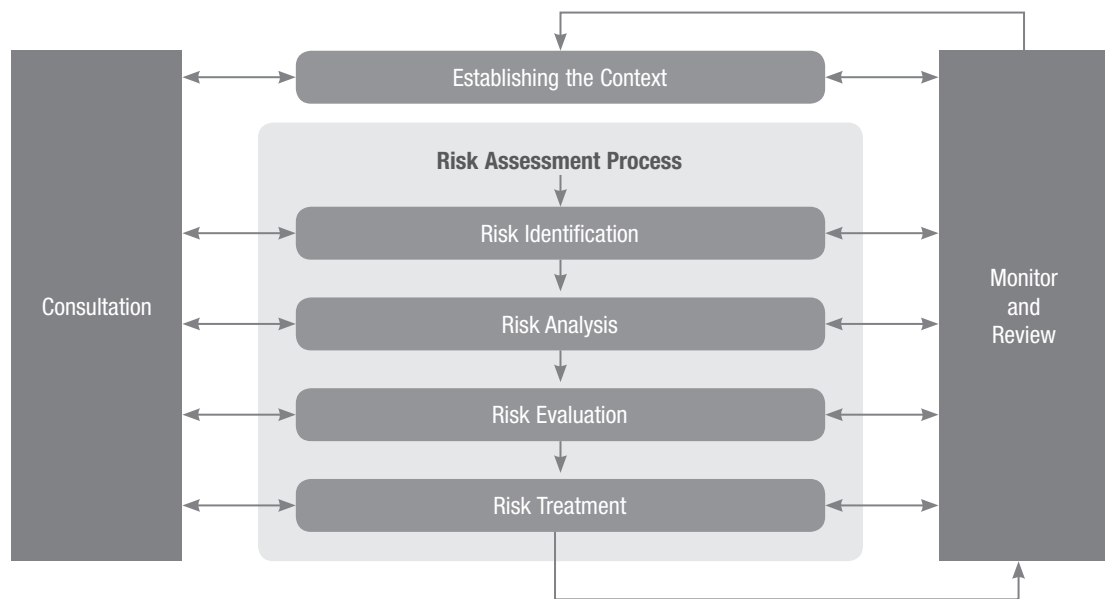 Establishing the Context
Risk Assessment Process
Risk Identification
Consultation
Monitor
and
Review
Risk Analysis
Risk Evaluation
Risk Treatment